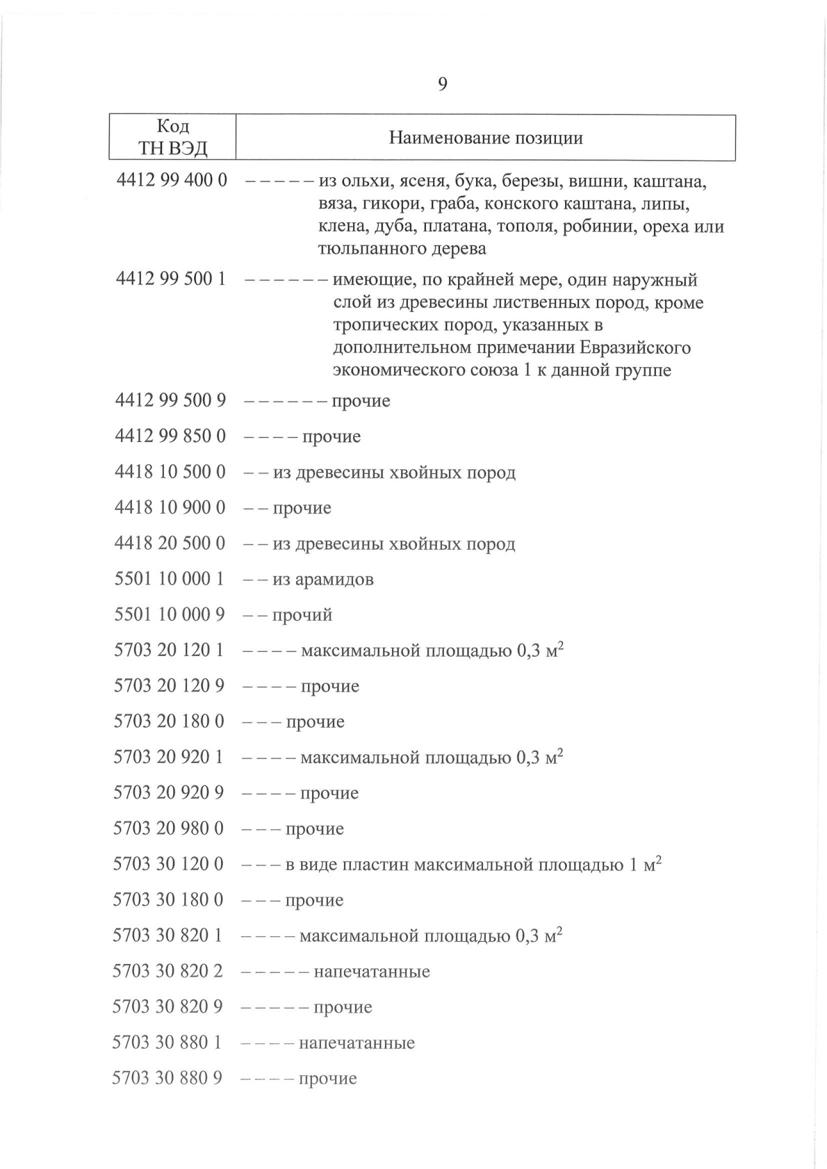 9
Код
ТН ВЭД
Наименование позиции
4412 99 400 0 – – – – – из ольхи, ясеня, бука, березы, вишни, каштана,
вяза, гикори, граба, конского каштана, липы,
клена, дуба, платана, тополя, робинии, ореха или
тюльпанного дерева
4412 99 500 1 – – – – – – имеющие, по крайней мере, один наружный
слой из древесины лиственных пород, кроме
тропических пород, указанных в
дополнительном примечании Евразийского
экономического союза 1 к данной группе
4412 99 500 9 – – – – – – прочие
4412 99 850 0 – – – – прочие
4418 10 500 0 – – из древесины хвойных пород
4418 10 900 0 – – прочие
4418 20 500 0 – – из древесины хвойных пород
5501 10 000 1 – – из арамидов
5501 10 000 9 – – прочий
5703 20 120 1 – – – – максимальной площадью 0,3 м²
5703 20 120 9 – – – – прочие
5703 20 180 0 – – – прочие
5703 20 920 1 – – – – максимальной площадью 0,3 м²
5703 20 920 9 – – – – прочие
5703 20 980 0 – – – прочие
5703 30 120 0 – – – в виде пластин максимальной площадью 1 м²
5703 30 180 0 – – – прочие
5703 30 820 1 – – – – максимальной площадью 0,3 м²
5703 30 820 2 – – – – – напечатанные
5703 30 820 9 – – – – – прочие
5703 30 880 1 – – – – напечатанные
5703 30 880 9 – – – – прочие